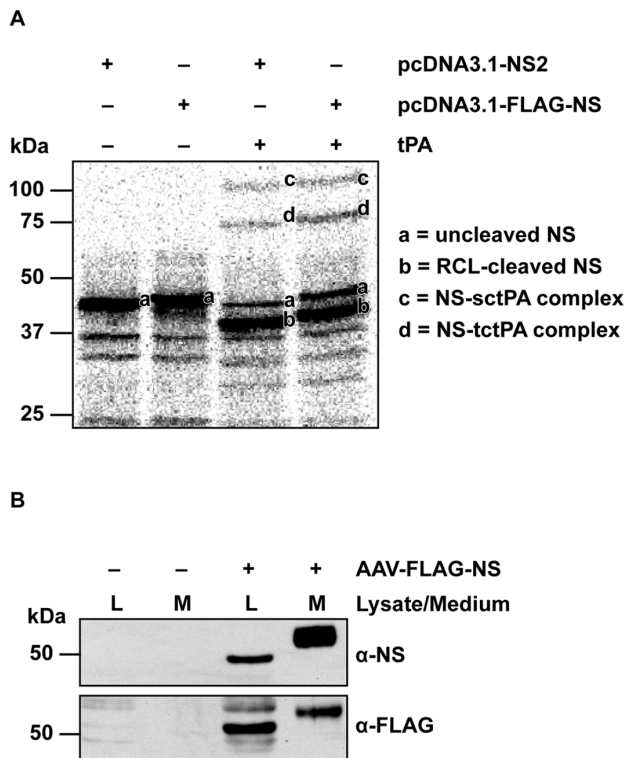 A
+ – + – pcDNA3.1-NS2
– + – + pcDNA3.1-FLAG-NS
kDa – – + + tPA
100
75
50
37
25
c c
d d
a a a a
b b
a = uncleaved NS
b = RCL-cleaved NS
c = NS-sctPA complex
d = NS-tctPA complex
B
– – + + AAV-FLAG-NS
L M L M Lysate/Medium
kDa
50 α-NS
50 α-FLAG